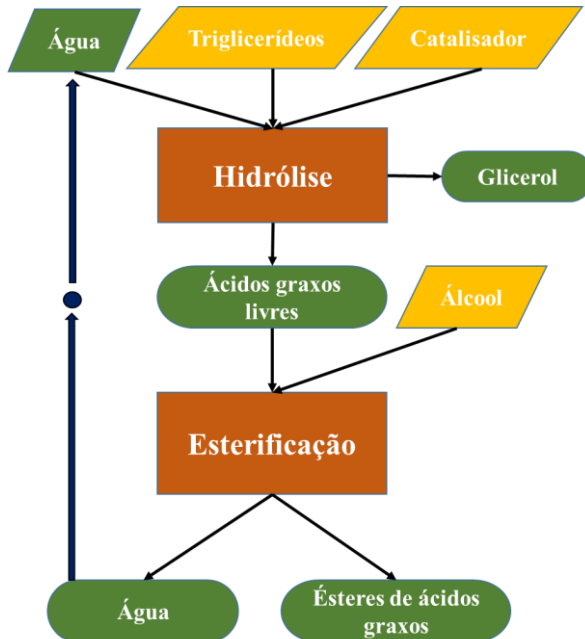 Água
Triglicerídeos
Catalisador
Hidrólise
Glicerol
Ácidos graxos
livres
Álcool
Esterificação
Água
Ésteres de ácidos
graxos